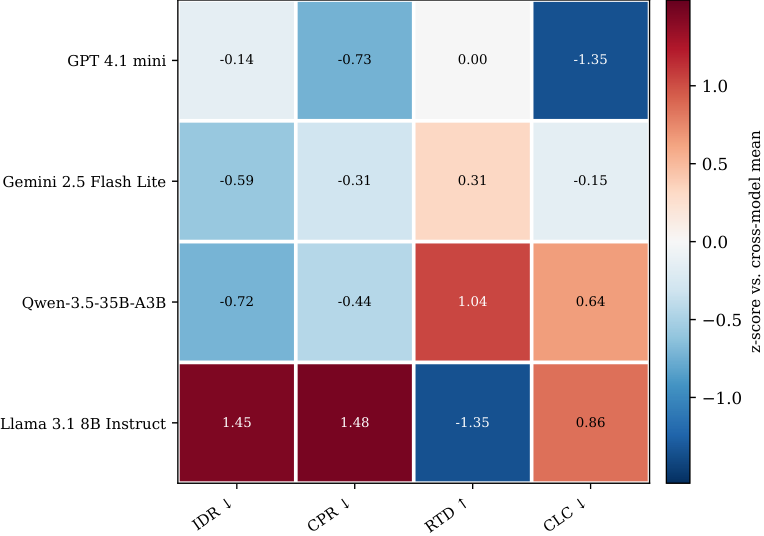 GPT 4.1 mini
-0.14 -0.73 0.00 -1.35
Gemini 2.5 Flash Lite
-0.59 -0.31 0.31 -0.15
Qwen-3.5-35B-A3B
-0.72 -0.44 1.04 0.64
Llama 3.1 8B Instruct
1.45 1.48 -1.35 0.86
IDR ↓
CPR ↓
RTD ↑
CLC ↓
1.0
0.5
0.0
−0.5
−1.0
z-score vs. cross-model mean